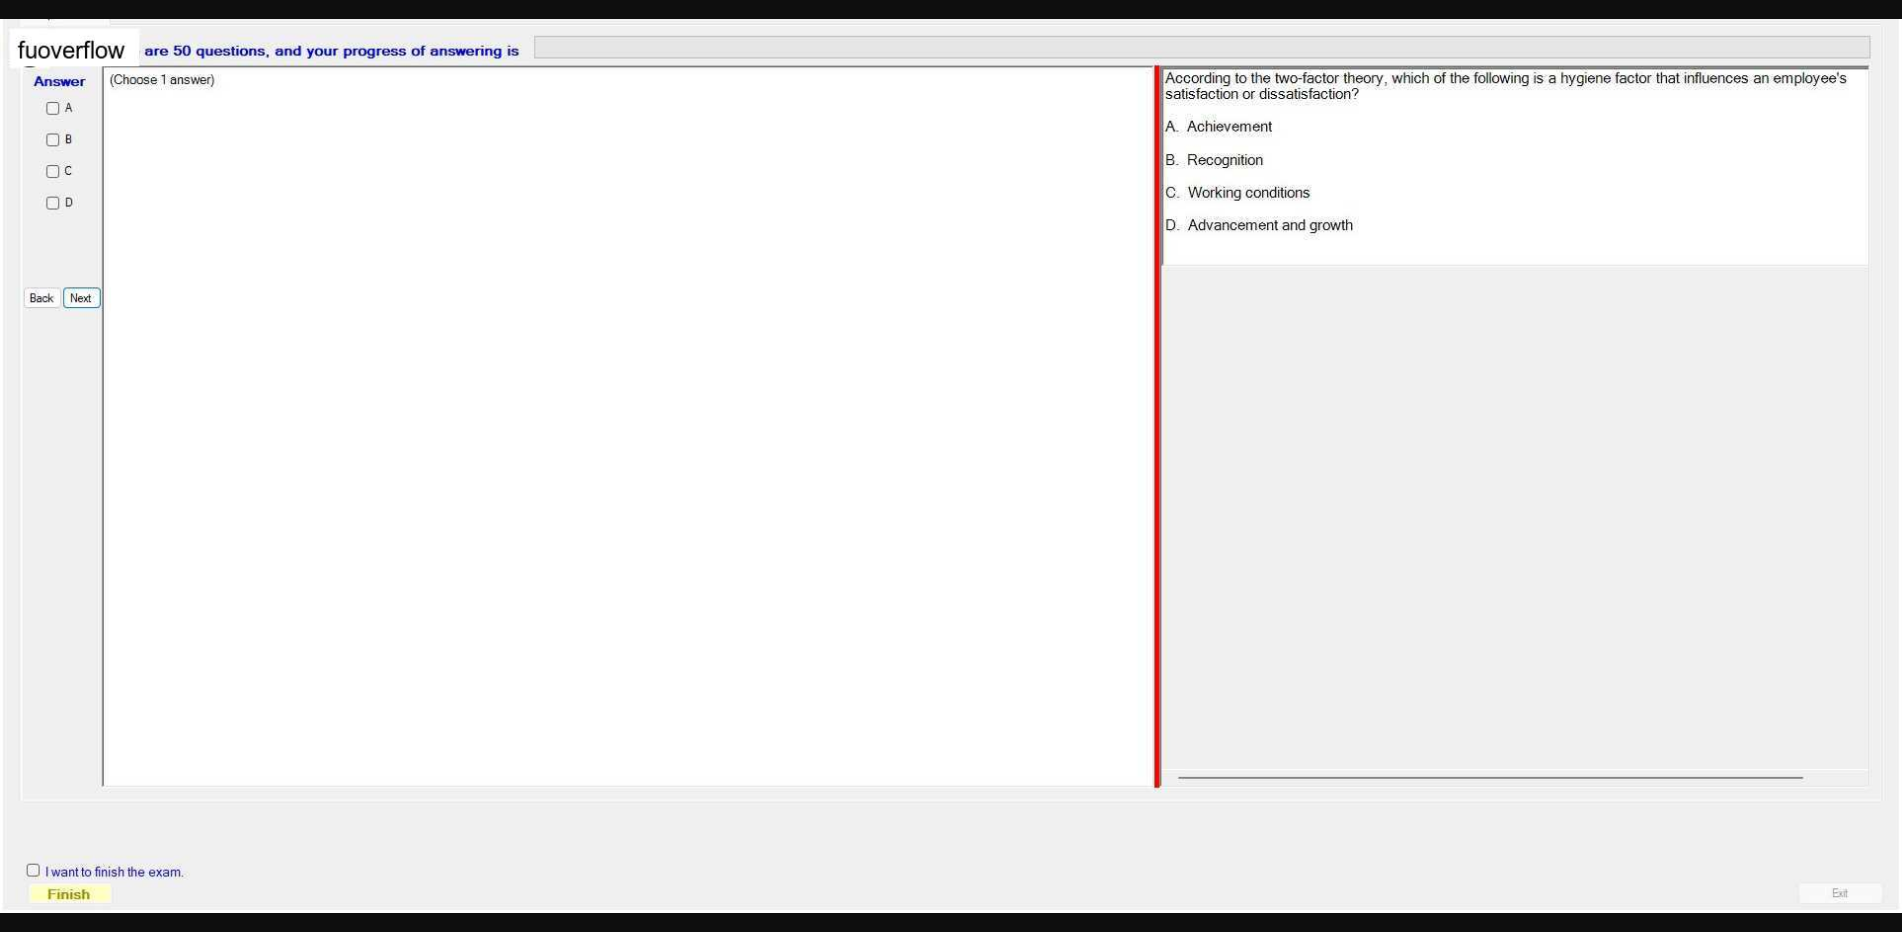 fuoverflow are 50 questions, and your progress of answering is
Answer
(Choose 1 answer)
A
B
C
D
Back Next
According to the two-factor theory, which of the following is a hygiene factor that influences an employee's
satisfaction or dissatisfaction?
A. Achievement
B. Recognition
C. Working conditions
D. Advancement and growth
I want to finish the exam.
Finish
Exit